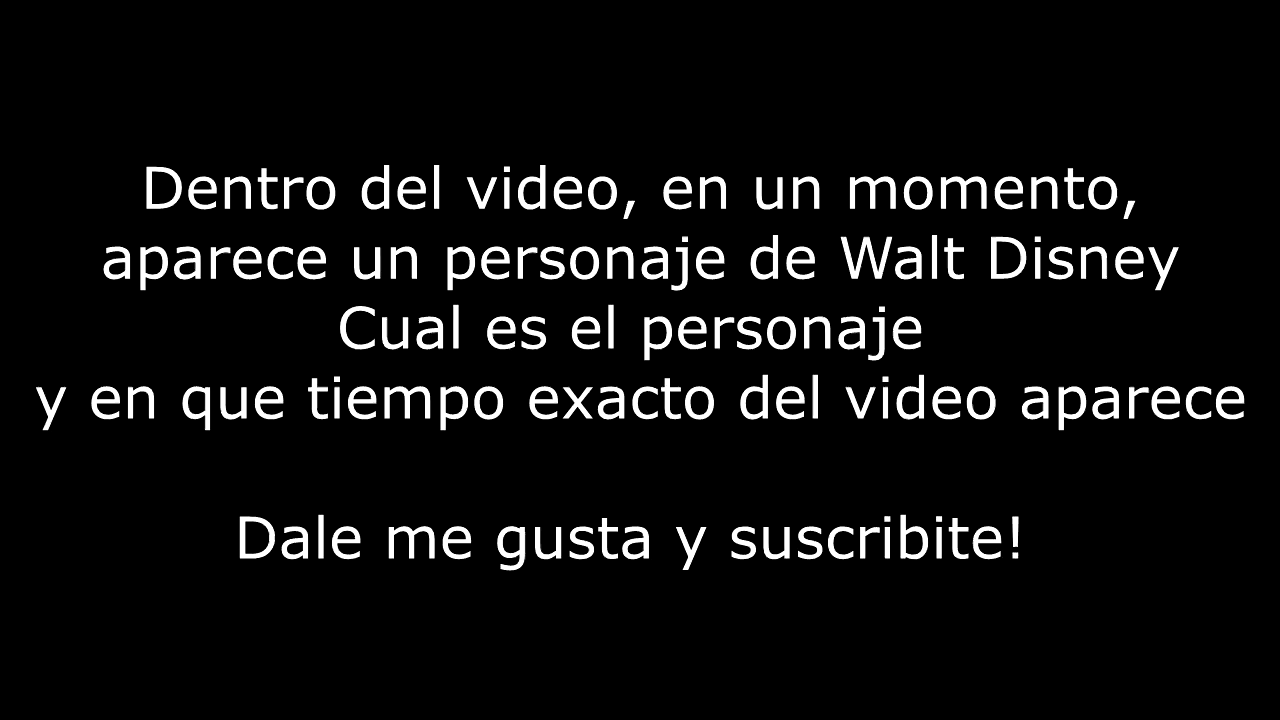 Dentro del video, en un momento,
aparece un personaje de Walt Disney
Cual es el personaje
y en que tiempo exacto del video aparece
Dale me gusta y suscribite!